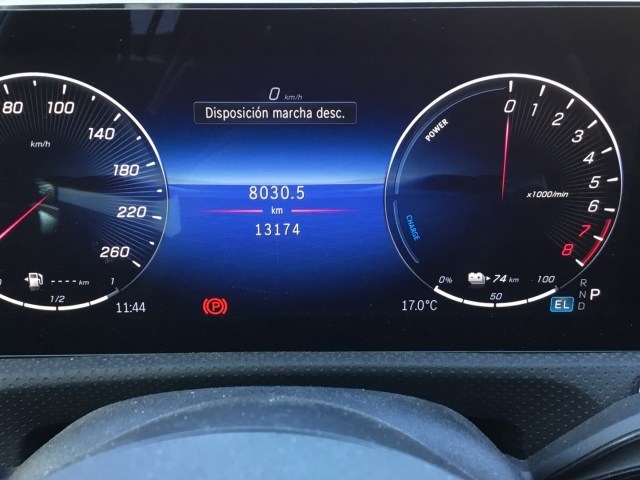 0 km/h
Disposición marcha desc.
80
100
140
180
220
260
km/h
8030.5
km
13174
POWER
CHARGE
0
1
2
3
4
5
6
7
8
x1000/min
---- km
1/2
1
11:44
P
17.0°C
0%
74 km
100
50
EL
R
N
D
P